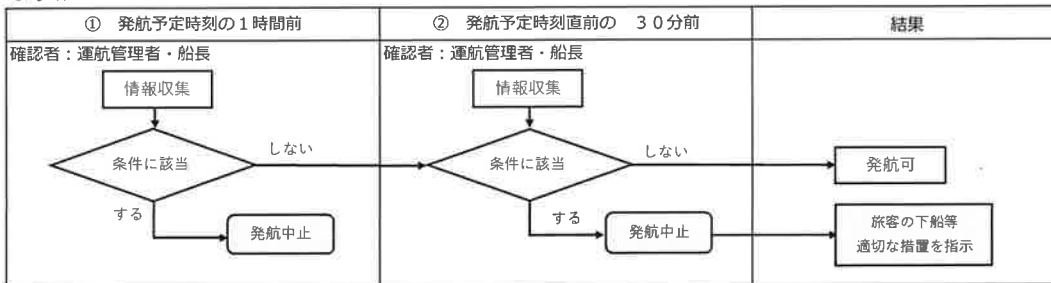 ① 発航予定時刻の1時間前
② 発航予定時刻直前の 30分前
結果
確認者：運航管理者・船長
情報収集
条件に該当
しない
する
発航中止
確認者：運航管理者・船長
情報収集
条件に該当
しない
する
発航中止
発航可
旅客の下船等
適切な措置を指示